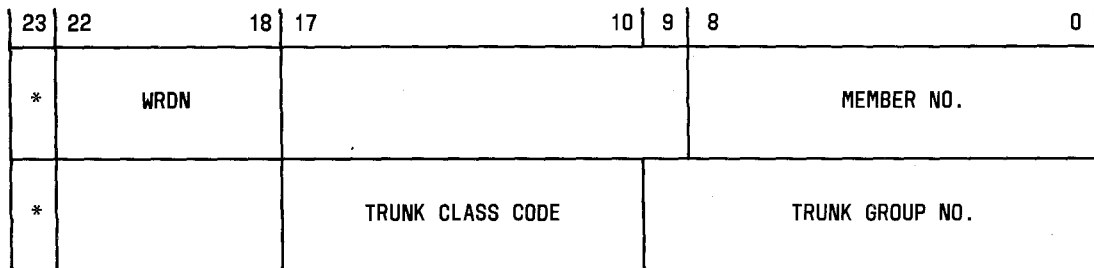 23 22 18 17 10 9 8 0
* WRDN MEMBER NO.
* TRUNK CLASS CODE TRUNK GROUP NO.